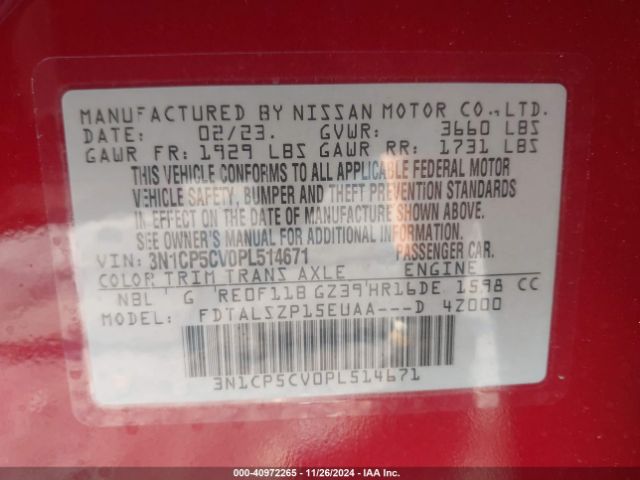 MANUFACTURED BY NISSAN MOTOR CO.,LTD.
DATE: 02/23. GVWR: 3660 LBS
GAWR FR: 1929 LBS GAWR RR: 1731 LBS
THIS VEHICLE CONFORMS TO ALL APPLICABLE FEDERAL MOTOR
VEHICLE SAFETY, BUMPER AND THEFT PREVENTION STANDARDS
IN EFFECT ON THE DATE OF MANUFACTURE SHOWN ABOVE.
SEE OWNER'S MANUAL FOR ADDITIONAL INFORMATION.
VIN: 3N1CP5CV0PL514671 PASSENGER CAR.
COLOR TRIM TRANS AXLE ENGINE
NBL G RE0F11B GZ39 HR16DE 1598 CC
MODEL FDTALSZP15EUAA---D 4Z000
3N1CP5CV0PL514671
000-40972265 - 11/26/2024 - IAA Inc.